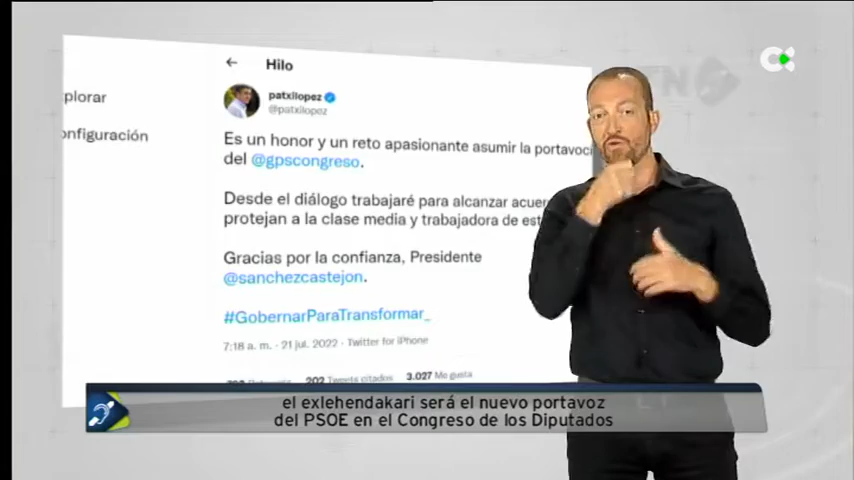 Hilo
patxilopez
@patxilopez
plorar
onfiguración
Es un honor y un reto apasionante asumir la portavoci
del @gpscongreso.
Desde el diálogo trabajaré para alcanzar acuer
protejan a la clase media y trabajadora de est
Gracias por la confianza, Presidente
@sanchezcastejon.
#GobernarParaTransformar_
7:18 a. m. · 21 jul. 2022 · Twitter for iPhone
202 Tweets citados 3.027 Me gusta
el exlehendakari será el nuevo portavoz
del PSOE en el Congreso de los Diputados